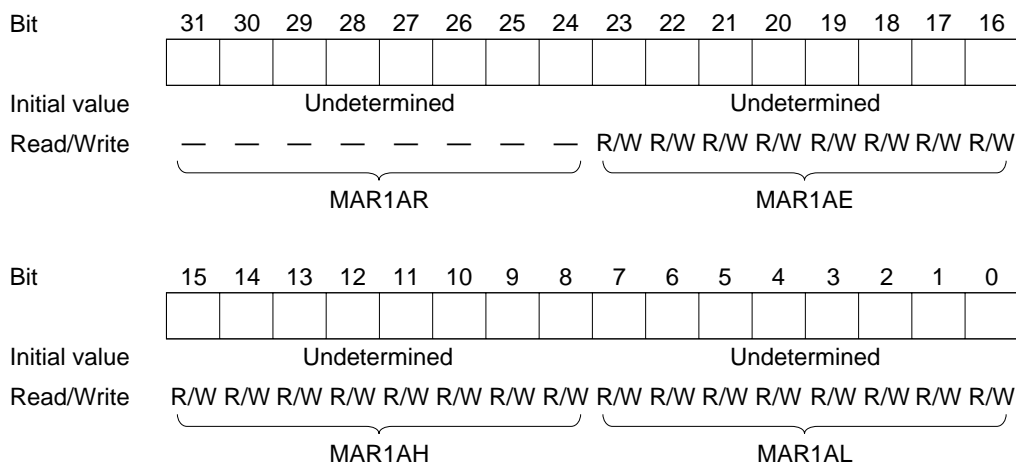 Bit 31 30 29 28 27 26 25 24 23 22 21 20 19 18 17 16
Initial value Undetermined Undetermined
Read/Write — — — — — — — — R/W R/W R/W R/W R/W R/W R/W R/W
MAR1AR MAR1AE
Bit 15 14 13 12 11 10 9 8 7 6 5 4 3 2 1 0
Initial value Undetermined Undetermined
Read/Write R/W R/W R/W R/W R/W R/W R/W R/W R/W R/W R/W R/W R/W R/W R/W R/W
MAR1AH MAR1AL